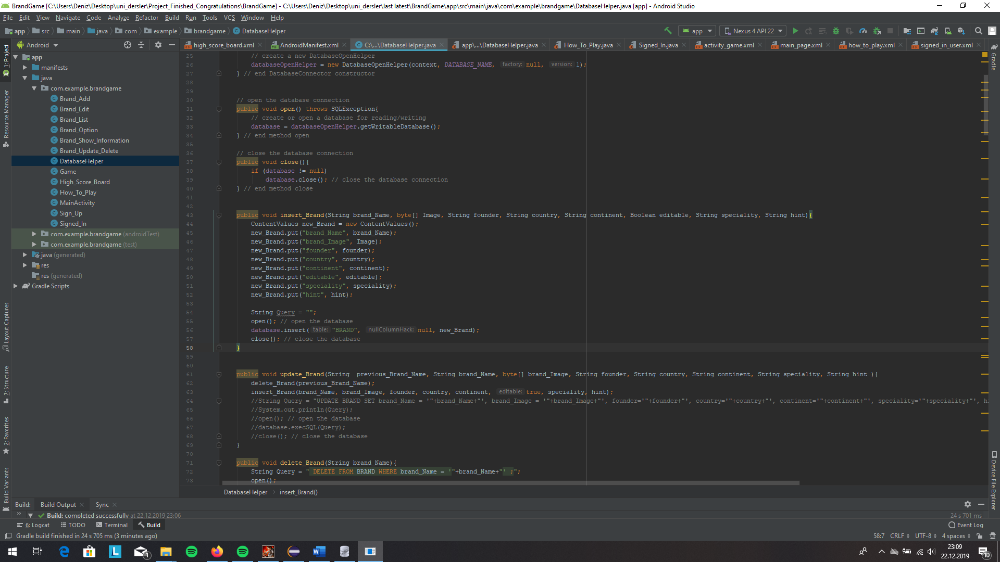 BrandGame [C:\Users\Deniz\Desktop\uni_dersler\Project_Finished_Congratulations\BrandGame] - C:\Users\Deniz\Desktop\uni_dersler\last latest\BrandGame\app\src\main\java\com\example\brandgame\DatabaseHelper.java [app] - Android Studio
File Edit View Navigate Code Analyze Refactor Build Run Tools VCS Window Help
app src main java com example brandgame DatabaseHelper app Nexus 4 API 22
Android high_score_board.xml AndroidManifest.xml C:\...\DatabaseHelper.java app\...\DatabaseHelper.java How_To_Play.java Signed_In.java activity_game.xml main_page.xml how_to_play.xml signed_in_user.xml
1: Project
Resource Manager
Layout Captures
7: Structure
2: Favorites
Build Variants
app
manifests
java
com.example.brandgame
Brand_Add
Brand_Edit
Brand_List
Brand_Option
Brand_Show_Information
Brand_Update_Delete
DatabaseHelper
Game
High_Score_Board
How_To_Play
MainActivity
Sign_Up
Signed_In
com.example.brandgame (androidTest)
com.example.brandgame (test)
java (generated)
res
res (generated)
Gradle Scripts
25 // create a new DatabaseOpenHelper
26 databaseOpenHelper = new DatabaseOpenHelper(context, DATABASE_NAME, factory: null, version: 1);
27 } // end DatabaseConnector constructor
28
29
30 // open the database connection
31 public void open() throws SQLException{
32 // create or open a database for reading/writing
33 database = databaseOpenHelper.getWritableDatabase();
34 } // end method open
35
36 // close the database connection
37 public void close(){
38 if (database != null)
39 database.close(); // close the database connection
40 } // end method close
41
42
43 public void insert_Brand(String brand_Name, byte[] Image, String founder, String country, String continent, Boolean editable, String speciality, String hint){
44 ContentValues new_Brand = new ContentValues();
45 new_Brand.put("brand_Name", brand_Name);
46 new_Brand.put("brand_Image", Image);
47 new_Brand.put("founder", founder);
48 new_Brand.put("country", country);
49 new_Brand.put("continent", continent);
50 new_Brand.put("editable", editable);
51 new_Brand.put("speciality", speciality);
52 new_Brand.put("hint", hint);
53
54 String Query = "";
55 open(); // open the database
56 database.insert( table: "BRAND", nullColumnHack: null, new_Brand);
57 close(); // close the database
58 }
59
60
61 public void update_Brand(String  previous_Brand_Name, String brand_Name, byte[] brand_Image, String founder, String country, String continent, String speciality, String hint ){
62 delete_Brand(previous_Brand_Name);
63 insert_Brand(brand_Name, brand_Image, founder, country, continent, editable: true, speciality, hint);
64 //String Query = "UPDATE BRAND SET brand_Name = '"+brand_Name+"', brand_Image = '"+brand_Image+"', founder='"+founder+"', country='"+country+"', continent='"+continent+"', speciality='"+speciality+"', h
65 //System.out.println(Query);
66 //open(); // open the database
67 //database.execSQL(Query);
68 //close(); // close the database
69 }
70
71 public void delete_Brand(String brand_Name){
72 String Query = " DELETE FROM BRAND WHERE brand_Name = '"+brand_Name+"' ;";
73 open();
DatabaseHelper insert_Brand()
Gradle
Device File Explorer
Build: Build Output Sync
Build: completed successfully at 22.12.2019 23:06 24 s 701 ms
6: Logcat TODO Terminal Build Event Log
Gradle build finished in 24 s 705 ms (3 minutes ago) 58:7 CRLF UTF-8 4 spaces
L 1 W 23:09
22.12.2019 10